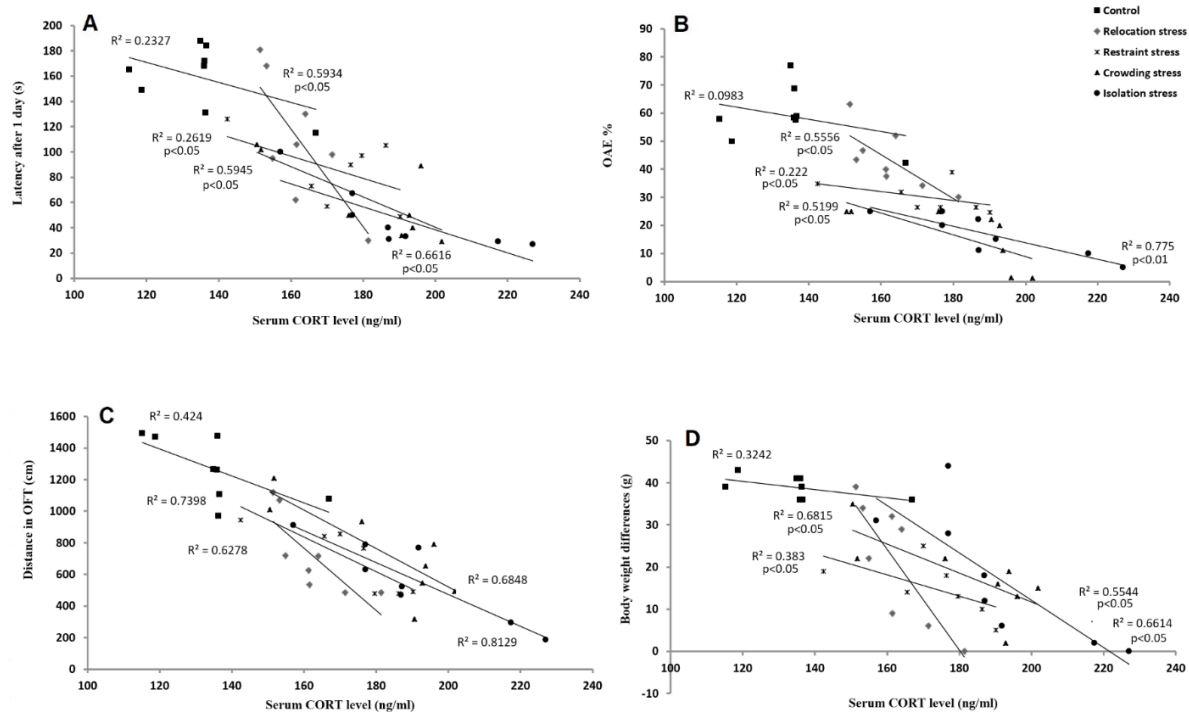 A
200
180
160
140
120
100
80
60
40
20
0
R² = 0.2327
R² = 0.5934
p<0.05
R² = 0.2619
p<0.05
R² = 0.5945
p<0.05
R² = 0.6616
p<0.05
Latency after 1 day (s)
100 120 140 160 180 200 220 240
Serum CORT level (ng/ml)
B
90
80
70
60
50
40
30
20
10
0
R² = 0.0983
R² = 0.5556
p<0.05
R² = 0.222
p<0.05
R² = 0.5199
p<0.05
R² = 0.775
p<0.01
OAE %
100 120 140 160 180 200 220 240
Serum CORT level (ng/ml)
Control
Relocation stress
Restraint stress
Crowding stress
Isolation stress
C
1600
1400
1200
1000
800
600
400
200
0
R² = 0.424
R² = 0.7398
R² = 0.6278
R² = 0.6848
R² = 0.8129
Distance in OFT (cm)
100 120 140 160 180 200 220 240
Serum CORT level (ng/ml)
D
50
40
30
20
10
0
-10
R² = 0.3242
R² = 0.6815
p<0.05
R² = 0.383
p<0.05
R² = 0.5544
p<0.05
R² = 0.6614
p<0.05
Body weight differences (g)
100 120 140 160 180 200 220 240
Serum CORT level (ng/ml)